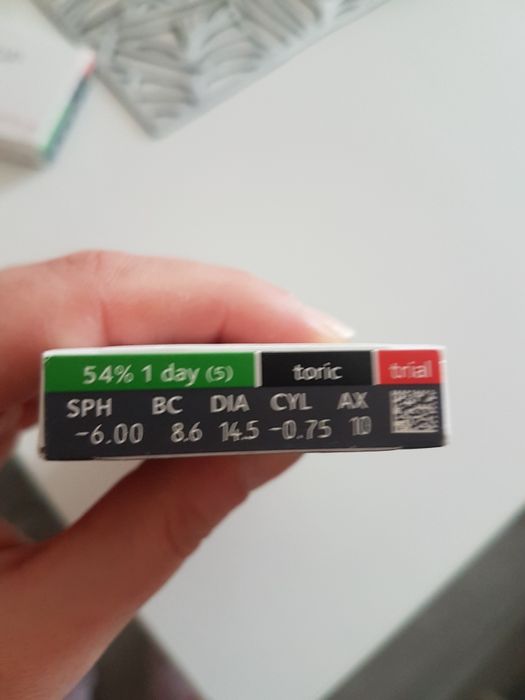 54% 1 day (5) toric trial
SPH BC DIA CYL AX
-6.00 8.6 14.5 -0.75 10